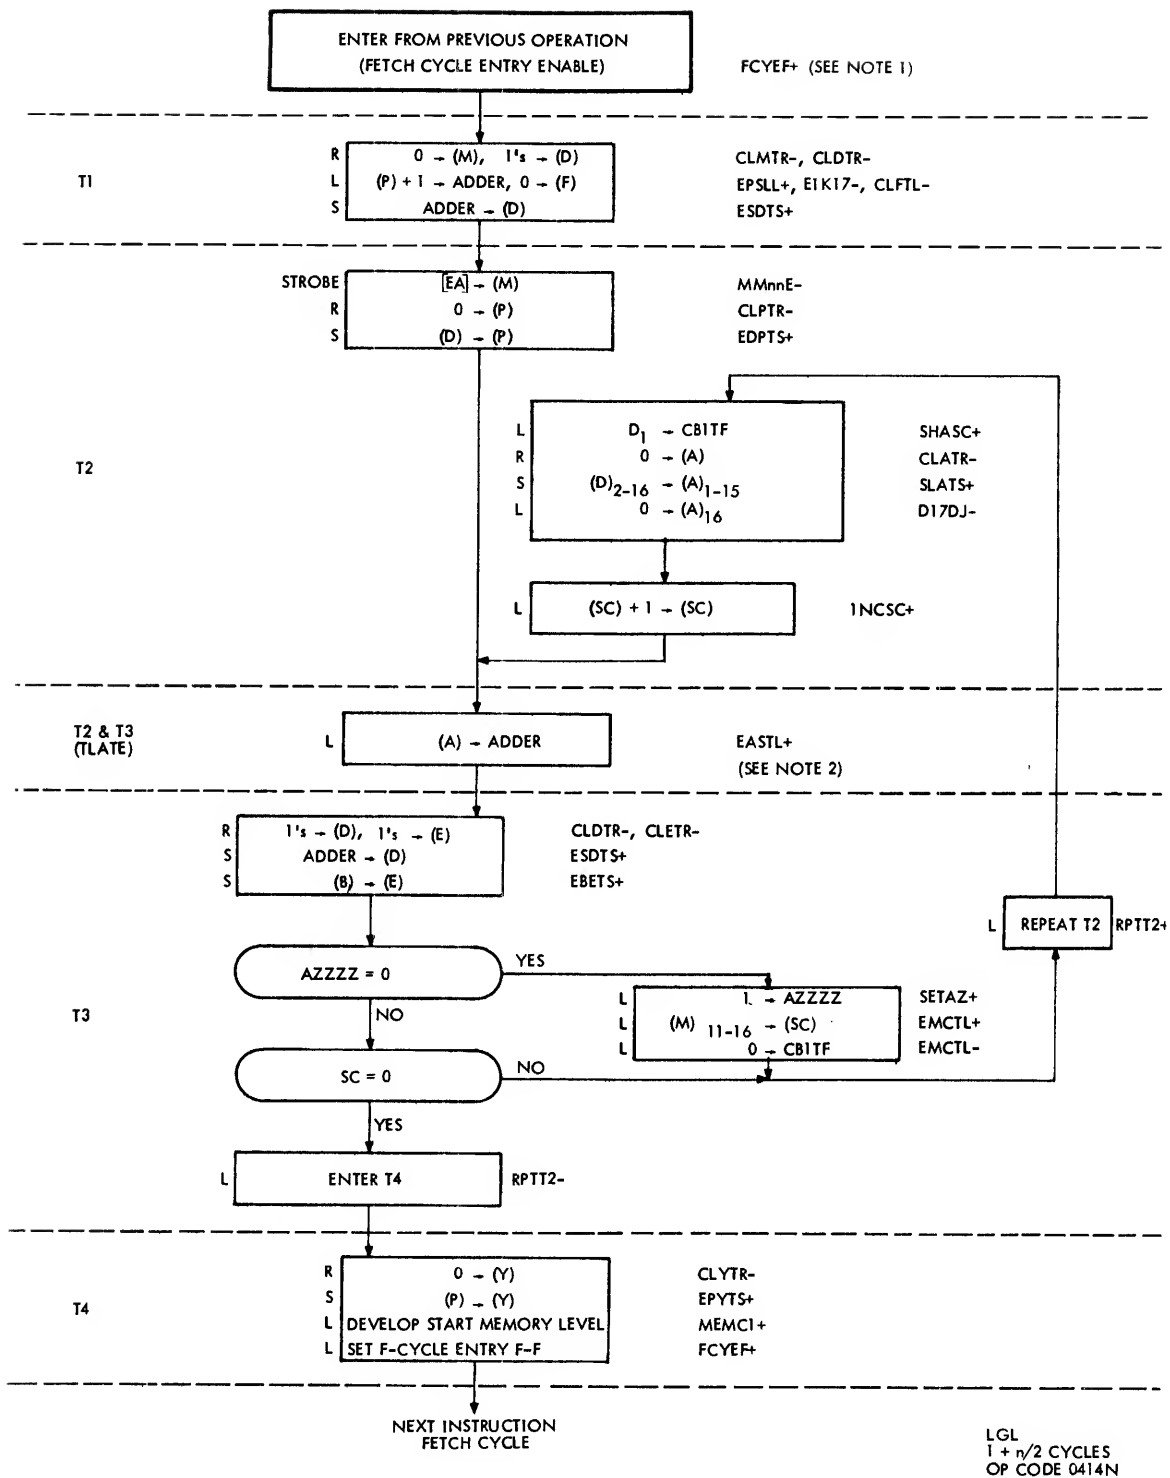 ENTER FROM PREVIOUS OPERATION
(FETCH CYCLE ENTRY ENABLE)
FCYEF+ (SEE NOTE 1)
T1
R 0 → (M), 1's → (D) CLMTR-, CLDTR-
L (P) + 1 → ADDER, 0 → (F) EPSLL+, E1K17-, CLFTL-
S ADDER → (D) ESDTS+
STROBE [EA] → (M) MMnnE-
R 0 → (P) CLPTR-
S (D) → (P) EDPTS+
T2
L D1 → CB1TF SHASC+
R 0 → (A) CLATR-
S (D)2-16 → (A)1-15 SLATS+
L 0 → (A)16 D17DJ-
L (SC) + 1 → (SC) 1NCSC+
T2 & T3
(TLATE)
L (A) → ADDER EASTL+
(SEE NOTE 2)
R 1's → (D), 1's → (E) CLDTR-, CLETR-
S ADDER → (D) ESDTS+
S (B) → (E) EBETS+
L REPEAT T2 RPTT2+
AZZZZ = 0
YES
NO
T3
L 1. → AZZZZ SETAZ+
L (M) 11-16 → (SC) EMCTL+
L 0 → CB1TF EMCTL-
SC = 0
NO
YES
L ENTER T4 RPTT2-
T4
R 0 → (Y) CLYTR-
S (P) → (Y) EPYTS+
L DEVELOP START MEMORY LEVEL MEMC1+
L SET F-CYCLE ENTRY F-F FCYEF+
NEXT INSTRUCTION
FETCH CYCLE
LGL
1 + n/2 CYCLES
OP CODE 0414N